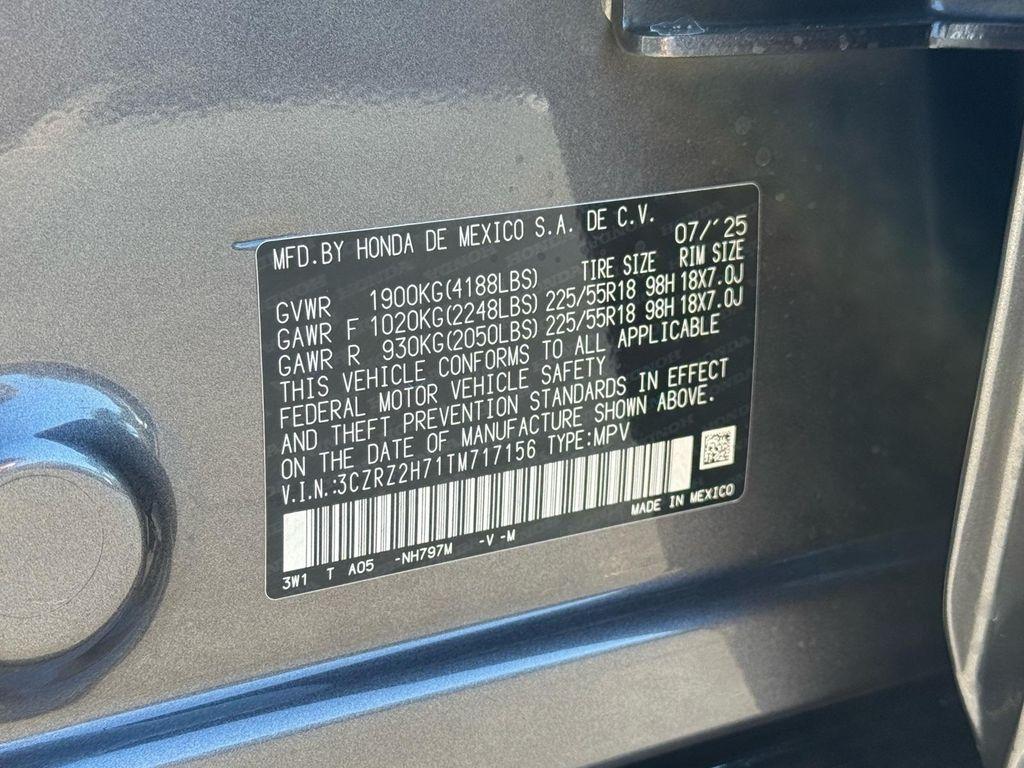 MFD.BY HONDA DE MEXICO S.A. DE C.V. 07/'25
TIRE SIZE RIM SIZE
GVWR 1900KG(4188LBS)
GAWR F 1020KG(2248LBS) 225/55R18 98H 18X7.0J
GAWR R 930KG(2050LBS) 225/55R18 98H 18X7.0J
THIS VEHICLE CONFORMS TO ALL APPLICABLE
FEDERAL MOTOR VEHICLE SAFETY
AND THEFT PREVENTION STANDARDS IN EFFECT
ON THE DATE OF MANUFACTURE SHOWN ABOVE.
V.I.N.:3CZRZ2H71TM717156 TYPE:MPV
MADE IN MEXICO
3W1 T A05 -NH797M -V -M